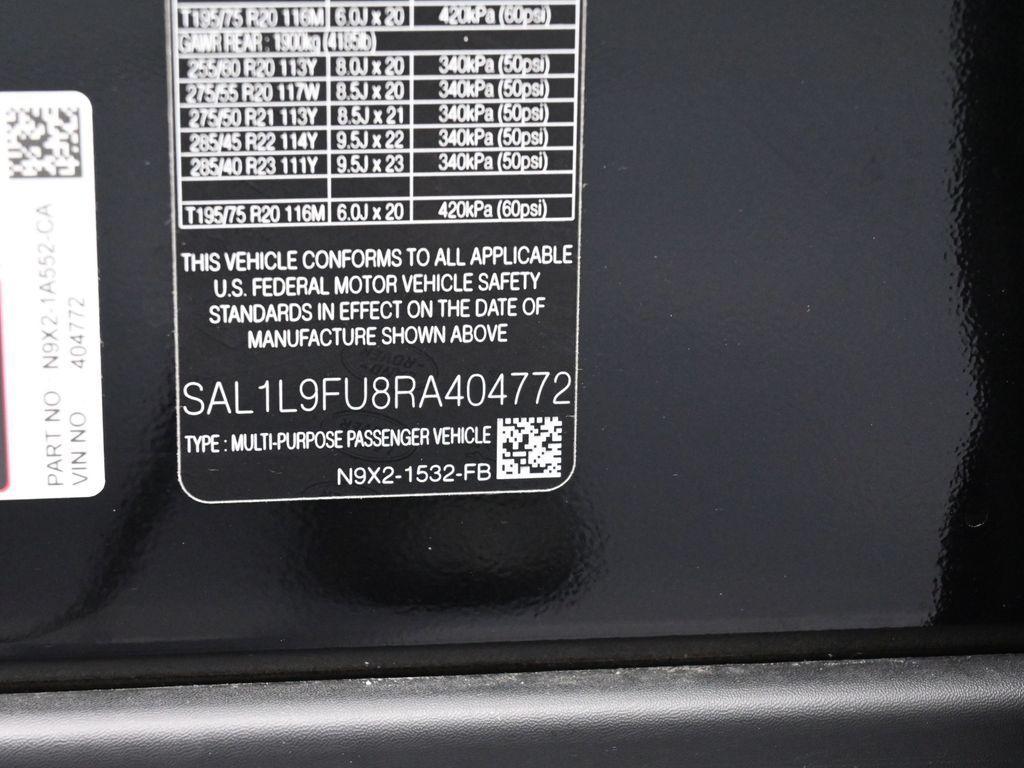 T195/75 R20 116M 6.0J x 20 420kPa (60psi)
GAWR REAR : 1900kg (4185lb)
255/60 R20 113Y 8.0J x 20 340kPa (50psi)
275/55 R20 117W 8.5J x 20 340kPa (50psi)
275/50 R21 113Y 8.5J x 21 340kPa (50psi)
285/45 R22 114Y 9.5J x 22 340kPa (50psi)
285/40 R23 111Y 9.5J x 23 340kPa (50psi)
T195/75 R20 116M 6.0J x 20 420kPa (60psi)
THIS VEHICLE CONFORMS TO ALL APPLICABLE
U.S. FEDERAL MOTOR VEHICLE SAFETY
STANDARDS IN EFFECT ON THE DATE OF
MANUFACTURE SHOWN ABOVE
SAL1L9FU8RA404772
TYPE : MULTI-PURPOSE PASSENGER VEHICLE
N9X2-1532-FB
PART NO N9X2-1A552-CA
VIN NO 404772